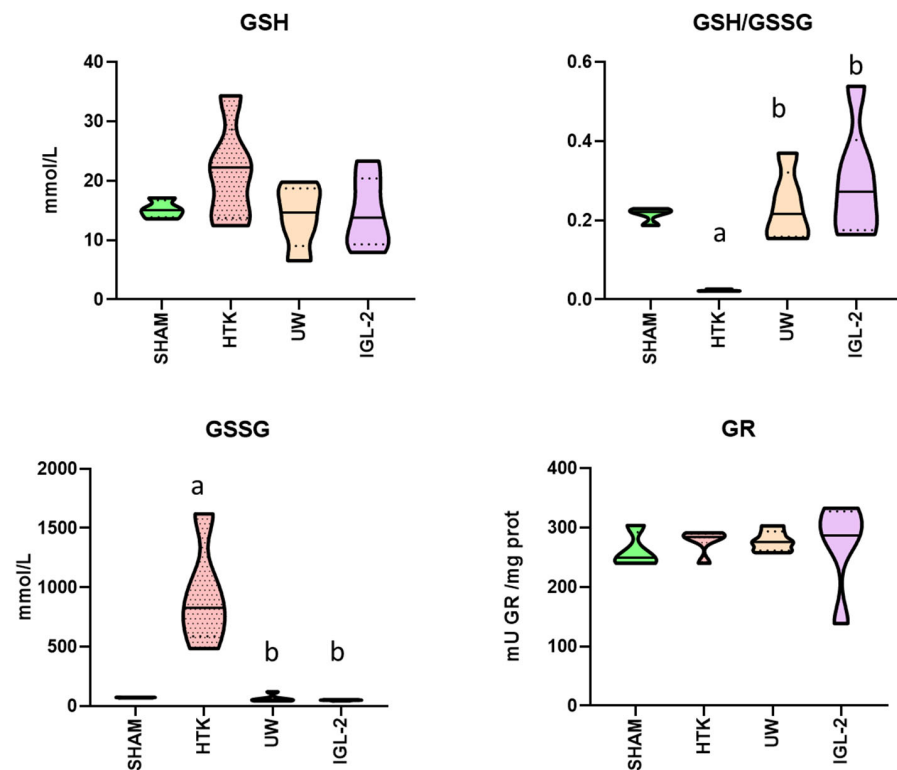 GSH
40
30
20
10
0
mmol/L
SHAM
HTK
UW
IGL-2
GSH/GSSG
0.6
0.4
0.2
0.0
a
b
b
SHAM
HTK
UW
IGL-2
GSSG
2000
1500
1000
500
0
mmol/L
a
b
b
SHAM
HTK
UW
IGL-2
GR
400
300
200
100
0
mU GR /mg prot
SHAM
HTK
UW
IGL-2